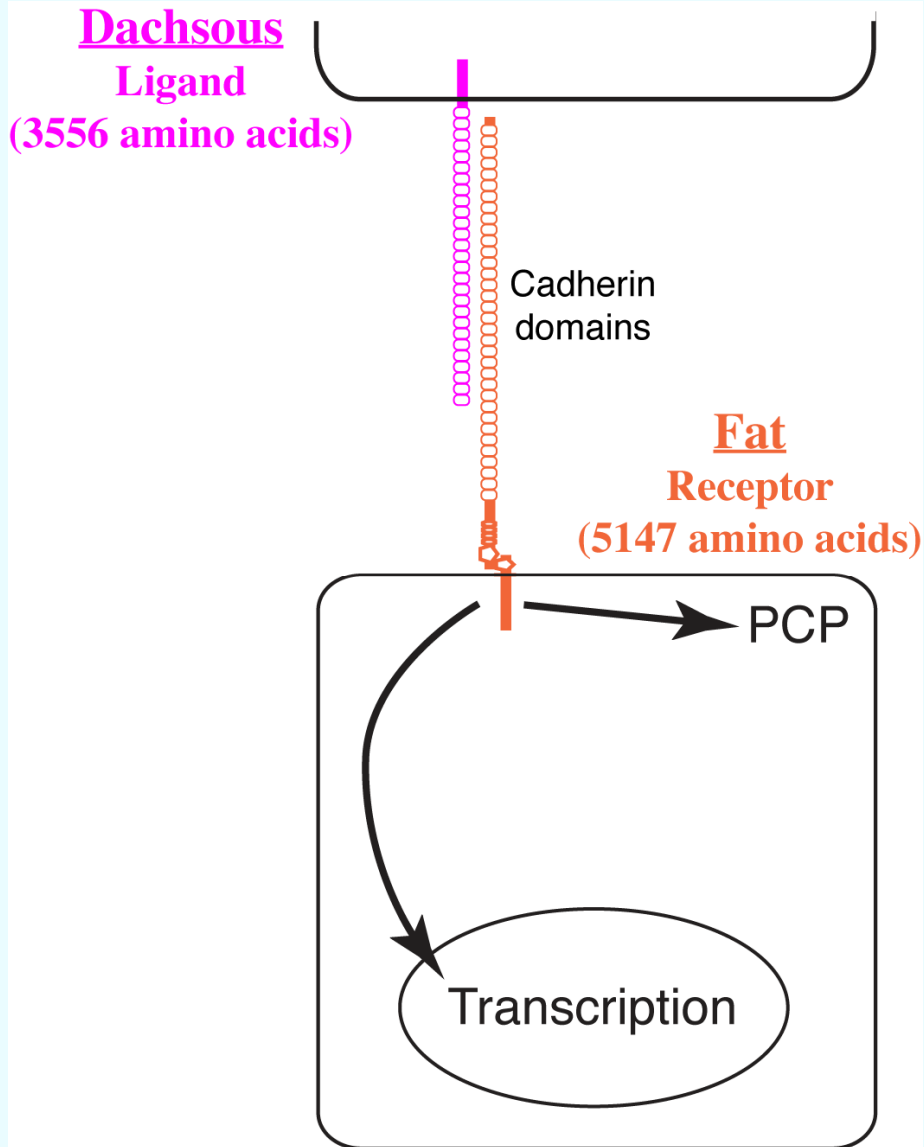 Dachsous
Ligand
(3556 amino acids)
Cadherin
domains
Fat
Receptor
(5147 amino acids)
PCP
Transcription